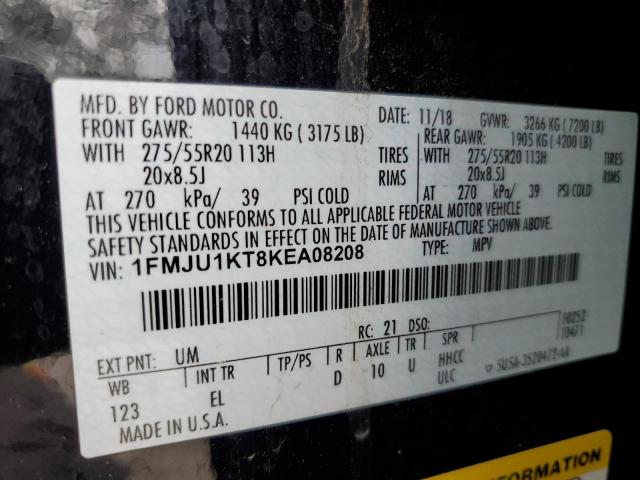 MFD. BY FORD MOTOR CO.
DATE: 11/18 GVWR: 3266 KG (7200 LB)
FRONT GAWR: 1440 KG (3175 LB)
REAR GAWR: 1905 KG (4200 LB)
WITH 275/55R20 113H TIRES 275/55R20 113H
20x8.5J RIMS 20x8.5J
AT 270 kPa/ 39 PSI COLD AT 270 kPa/ 39 PSI COLD
THIS VEHICLE CONFORMS TO ALL APPLICABLE FEDERAL MOTOR VEHICLE
SAFETY STANDARDS IN EFFECT ON THE DATE OF MANUFACTURE SHOWN ABOVE.
VIN: 1FMJU1KT8KEA08208 TYPE: MPV
F0252
EXT PNT: UM RC: 21 DSO: 10471
WB INT TR TP/PS R AXLE TR SPR
123 EL D 10 U HHCC
ULC
MADE IN U.S.A. 5U5A-3520472-AA
INFORMATION